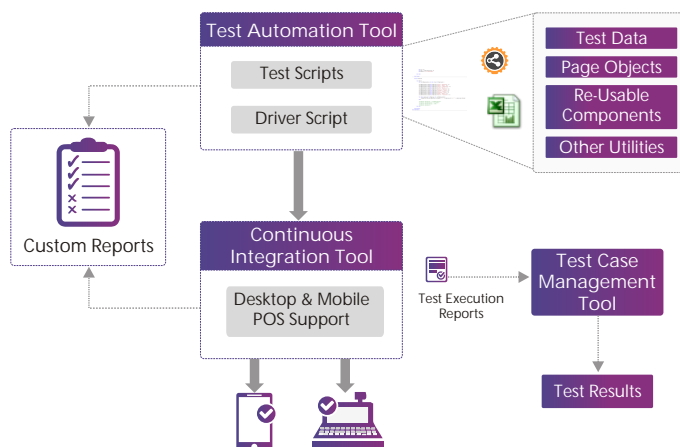 Test Automation Tool
Test Scripts
Driver Script
Test Data
Page Objects
Re-Usable
Components
Other Utilities
Custom Reports
Continuous
Integration Tool
Desktop & Mobile
POS Support
Test Execution
Reports
Test Case
Management
Tool
Test Results